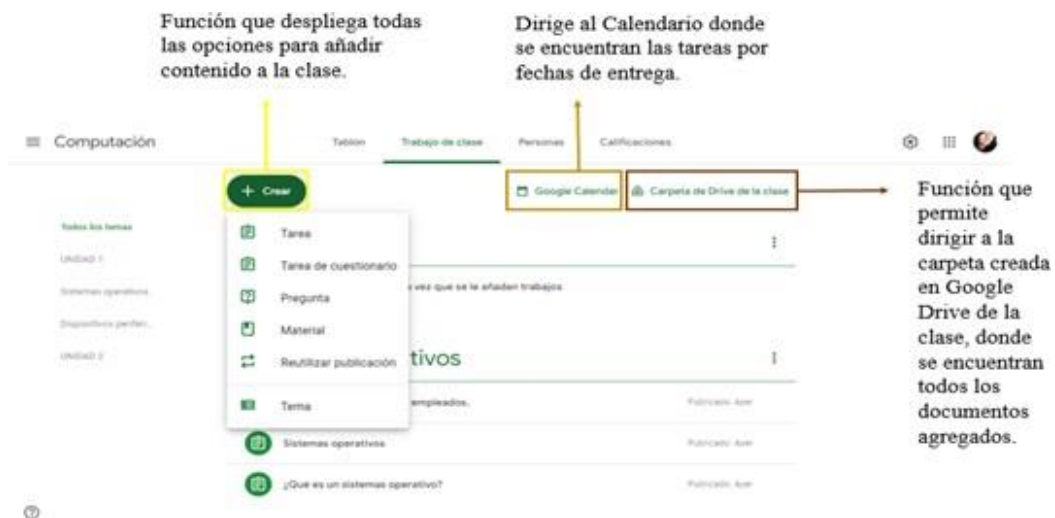 Función que despliega todas
las opciones para añadir
contenido a la clase.
Dirige al Calendario donde
se encuentran las tareas por
fechas de entrega.
Computación
Tablón Trabajo de clase Personas Calificaciones
+ Crear
Google Calendar
Carpeta de Drive de la clase
Todos los temas
UNIDAD 1
Sistemas operativos...
Dispositivos perifer...
UNIDAD 2
Tarea
Tarea de cuestionario
Pregunta
Material
Reutilizar publicación
Tema
vez que se le añaden trabajos
tivos
empleados.
Publicado: Ayer
Sistemas operativos
Publicado: Ayer
¿Que es un sistemas operativo?
Publicado: Ayer
Función que
permite
dirigir a la
carpeta creada
en Google
Drive de la
clase, donde
se encuentran
todos los
documentos
agregados.